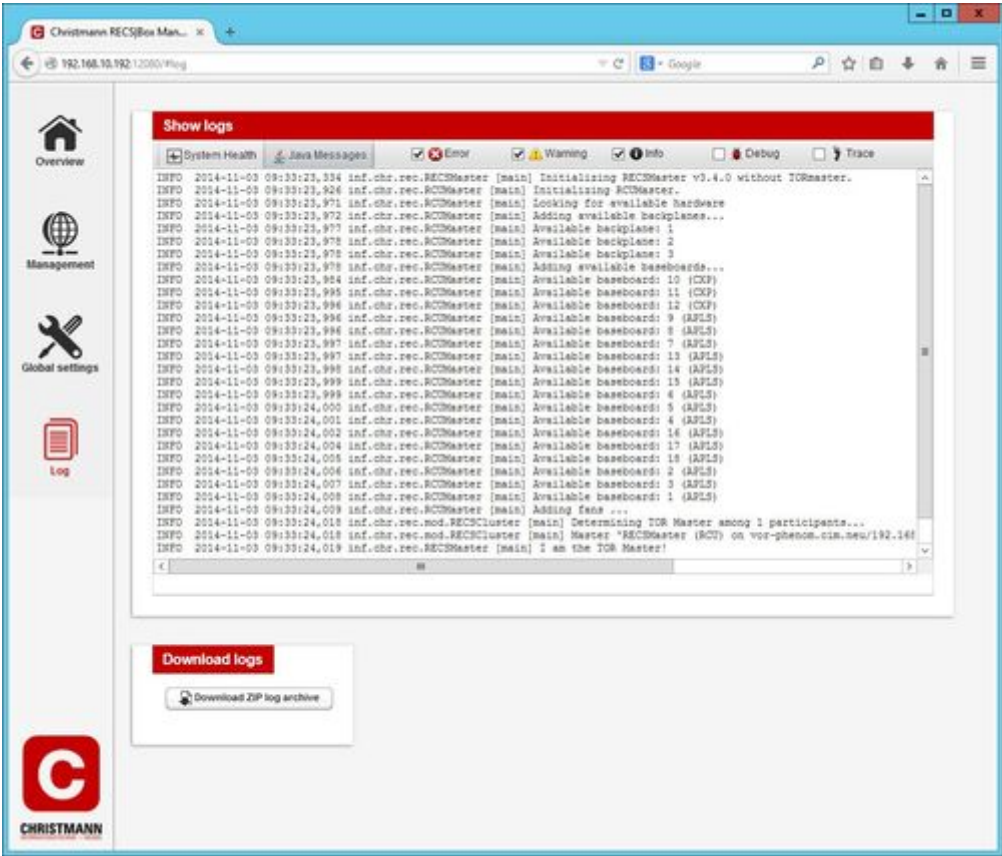 Christmann RECS|Box Man...
192.168.10.192:12080/#log
Google
Overview
Management
Global settings
Log
Show logs
System Health Java Messages Error Warning Info Debug Trace
INFO 2014-11-03 09:33:23,334 inf.chr.rec.RECSMaster [main] Initializing RECSMaster v3.4.0 without TORmaster.
INFO 2014-11-03 09:33:23,926 inf.chr.rec.RCUMaster [main] Initializing RCUMaster.
INFO 2014-11-03 09:33:23,971 inf.chr.rec.RCUMaster [main] Looking for available hardware
INFO 2014-11-03 09:33:23,972 inf.chr.rec.RCUMaster [main] Adding available backplanes...
INFO 2014-11-03 09:33:23,977 inf.chr.rec.RCUMaster [main] Available backplane: 1
INFO 2014-11-03 09:33:23,978 inf.chr.rec.RCUMaster [main] Available backplane: 2
INFO 2014-11-03 09:33:23,978 inf.chr.rec.RCUMaster [main] Available backplane: 3
INFO 2014-11-03 09:33:23,978 inf.chr.rec.RCUMaster [main] Adding available baseboards...
INFO 2014-11-03 09:33:23,984 inf.chr.rec.RCUMaster [main] Available baseboard: 10 (CXP)
INFO 2014-11-03 09:33:23,995 inf.chr.rec.RCUMaster [main] Available baseboard: 11 (CXP)
INFO 2014-11-03 09:33:23,996 inf.chr.rec.RCUMaster [main] Available baseboard: 12 (CXP)
INFO 2014-11-03 09:33:23,996 inf.chr.rec.RCUMaster [main] Available baseboard: 9 (APLS)
INFO 2014-11-03 09:33:23,996 inf.chr.rec.RCUMaster [main] Available baseboard: 8 (APLS)
INFO 2014-11-03 09:33:23,997 inf.chr.rec.RCUMaster [main] Available baseboard: 7 (APLS)
INFO 2014-11-03 09:33:23,997 inf.chr.rec.RCUMaster [main] Available baseboard: 13 (APLS)
INFO 2014-11-03 09:33:23,998 inf.chr.rec.RCUMaster [main] Available baseboard: 14 (APLS)
INFO 2014-11-03 09:33:23,999 inf.chr.rec.RCUMaster [main] Available baseboard: 15 (APLS)
INFO 2014-11-03 09:33:23,999 inf.chr.rec.RCUMaster [main] Available baseboard: 6 (APLS)
INFO 2014-11-03 09:33:24,000 inf.chr.rec.RCUMaster [main] Available baseboard: 5 (APLS)
INFO 2014-11-03 09:33:24,001 inf.chr.rec.RCUMaster [main] Available baseboard: 4 (APLS)
INFO 2014-11-03 09:33:24,002 inf.chr.rec.RCUMaster [main] Available baseboard: 16 (APLS)
INFO 2014-11-03 09:33:24,004 inf.chr.rec.RCUMaster [main] Available baseboard: 17 (APLS)
INFO 2014-11-03 09:33:24,005 inf.chr.rec.RCUMaster [main] Available baseboard: 18 (APLS)
INFO 2014-11-03 09:33:24,006 inf.chr.rec.RCUMaster [main] Available baseboard: 2 (APLS)
INFO 2014-11-03 09:33:24,007 inf.chr.rec.RCUMaster [main] Available baseboard: 3 (APLS)
INFO 2014-11-03 09:33:24,008 inf.chr.rec.RCUMaster [main] Available baseboard: 1 (APLS)
INFO 2014-11-03 09:33:24,009 inf.chr.rec.RCUMaster [main] Adding fans ...
INFO 2014-11-03 09:33:24,018 inf.chr.rec.mod.RECSCluster [main] Determining TOR Master among 1 participants...
INFO 2014-11-03 09:33:24,018 inf.chr.rec.mod.RECSCluster [main] Master "RECSMaster (RCU) on vor-phenom.cim.neu/192.168
INFO 2014-11-03 09:33:24,019 inf.chr.rec.RECSMaster [main] I am the TOR Master!
Download logs
Download ZIP log archive
C
CHRISTMANN